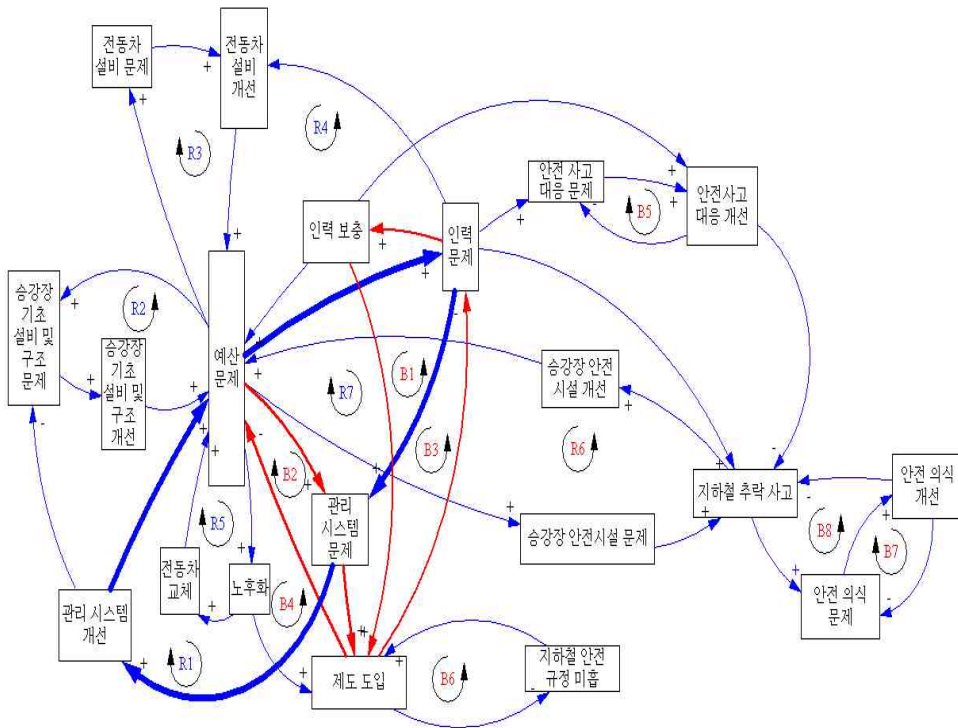 전동차
설비 문제
전동차
설비
개선
R3
R4
인력 보충
인력
문제
안전 사고
대응 문제
안전사고
대응 개선
B5
승강장
기초
설비 및
구조
문제
R2
승강장
기초
설비 및
구조
개선
예산
문제
R7
B1
B3
승강장 안전
시설 개선
R6
B2
R5
관리
시스템
문제
승강장 안전시설 문제
지하철 추락 사고
안전 의식
개선
B8
B7
안전 의식
문제
관리 시스템
개선
전동차
교체
노후화
B4
R1
제도 도입
B6
지하철 안전
규정 미흡